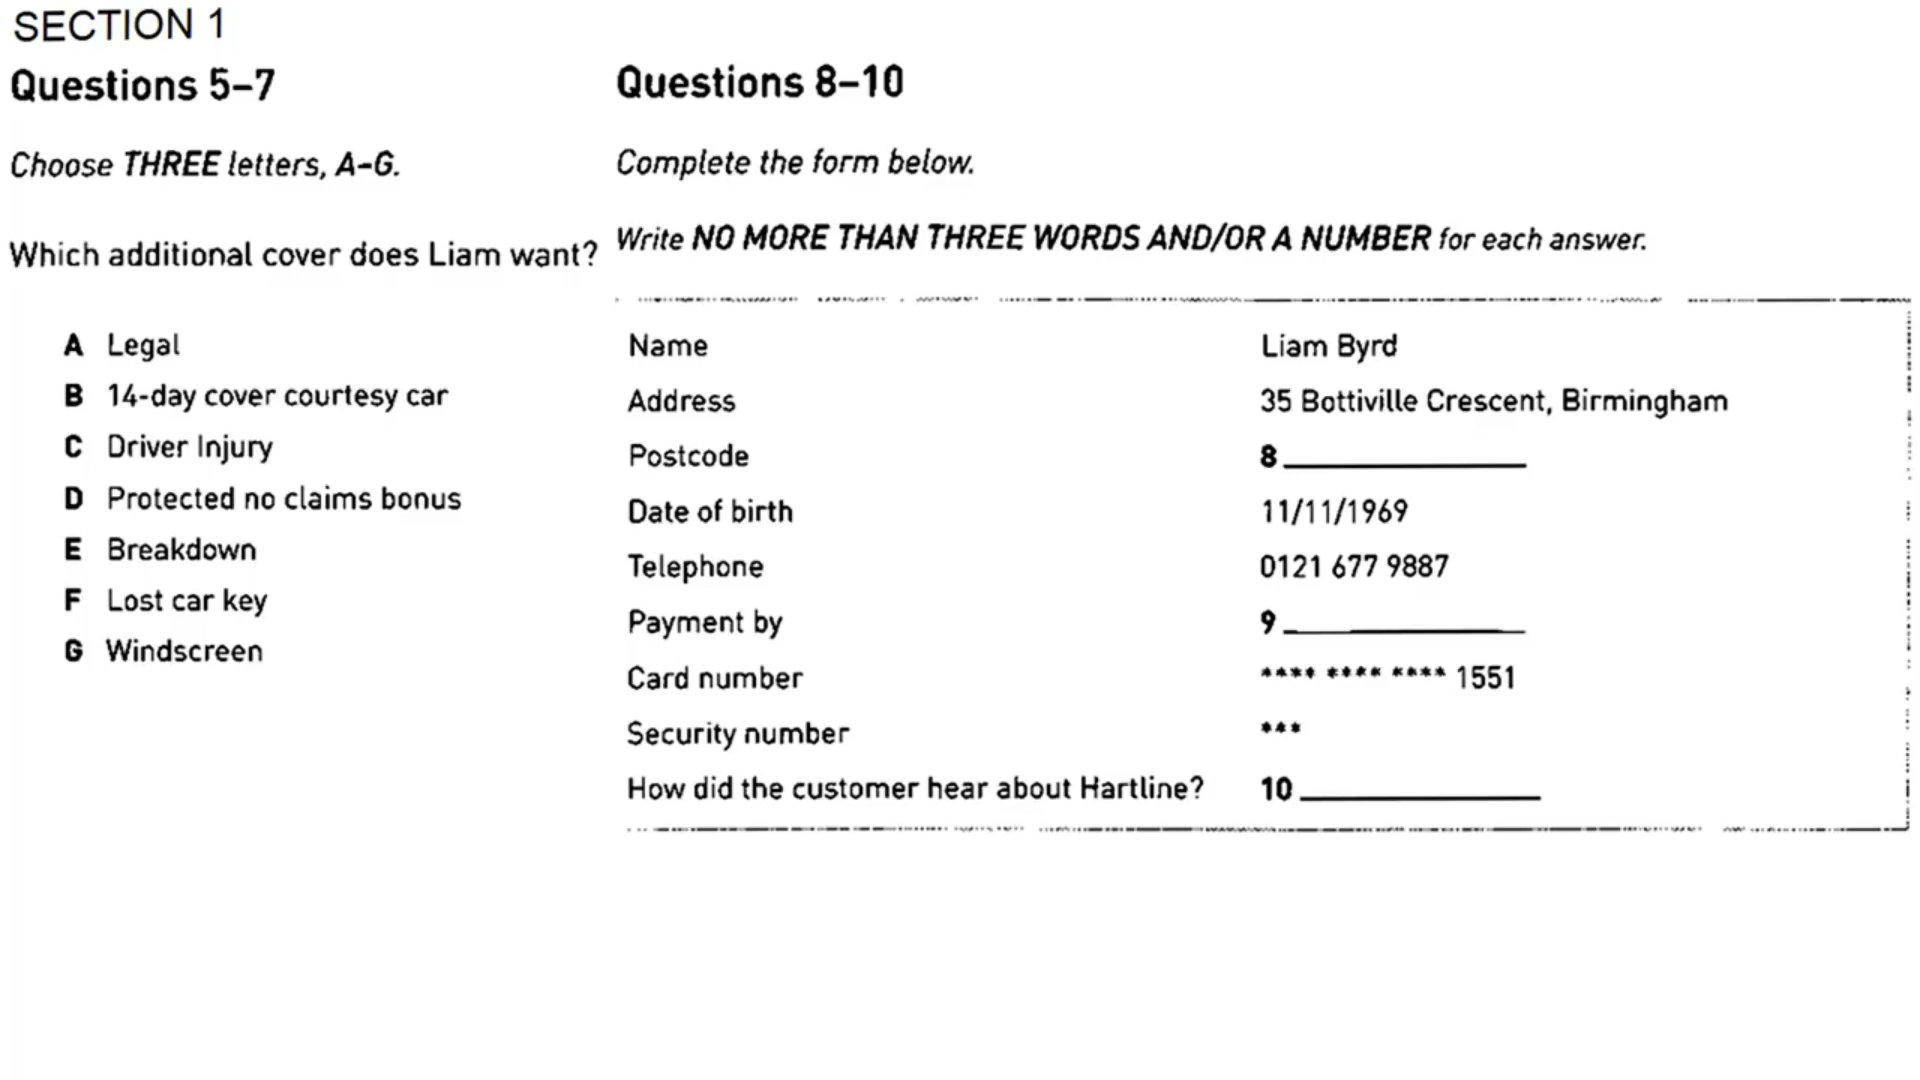 SECTION 1
Questions 5–7
Choose THREE letters, A–G.
Which additional cover does Liam want?
A Legal
B 14-day cover courtesy car
C Driver Injury
D Protected no claims bonus
E Breakdown
F Lost car key
G Windscreen
Questions 8–10
Complete the form below.
Write NO MORE THAN THREE WORDS AND/OR A NUMBER for each answer.
Name Liam Byrd
Address 35 Bottiville Crescent, Birmingham
Postcode 8 ____________
Date of birth 11/11/1969
Telephone 0121 677 9887
Payment by 9 ____________
Card number **** **** **** 1551
Security number ***
How did the customer hear about Hartline? 10 ____________